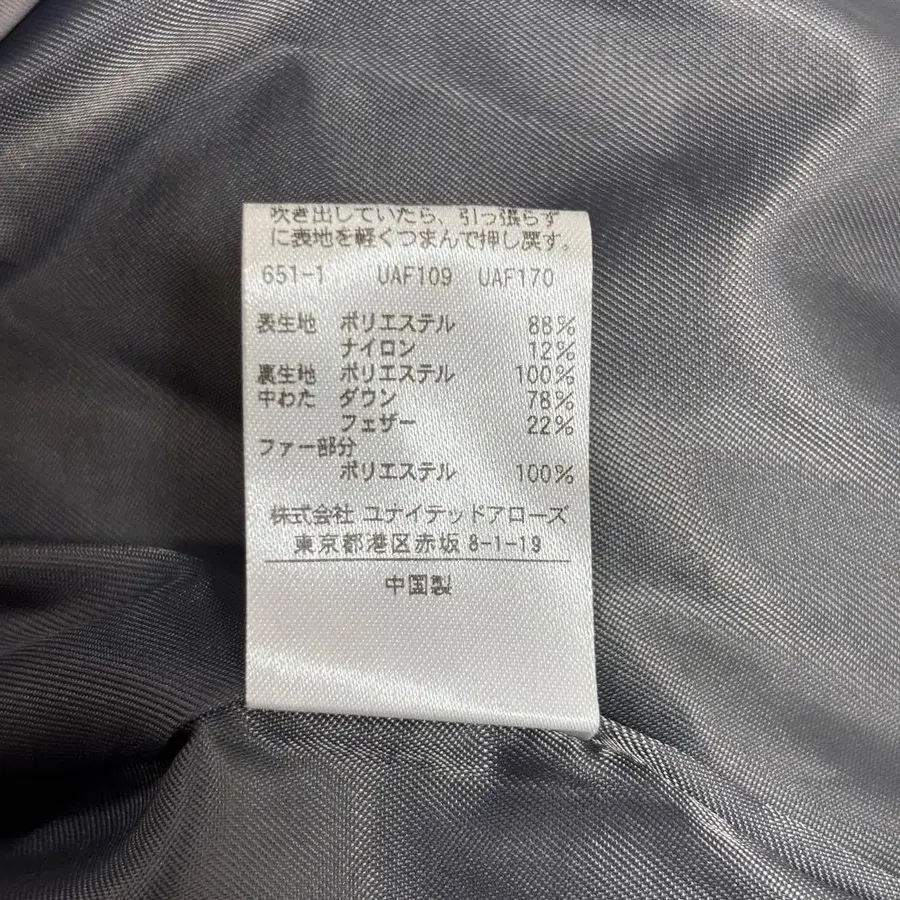 吹き出していたら、引っ張らず
に表地を軽くつまんで押し戻す。
651-1 UAF109 UAF170
表生地 ポリエステル 88%
ナイロン 12%
裏生地 ポリエステル 100%
中わた ダウン 78%
フェザー 22%
ファー部分
ポリエステル 100%
株式会社 ユナイテッドアローズ
東京都港区赤坂 8-1-19
中国製